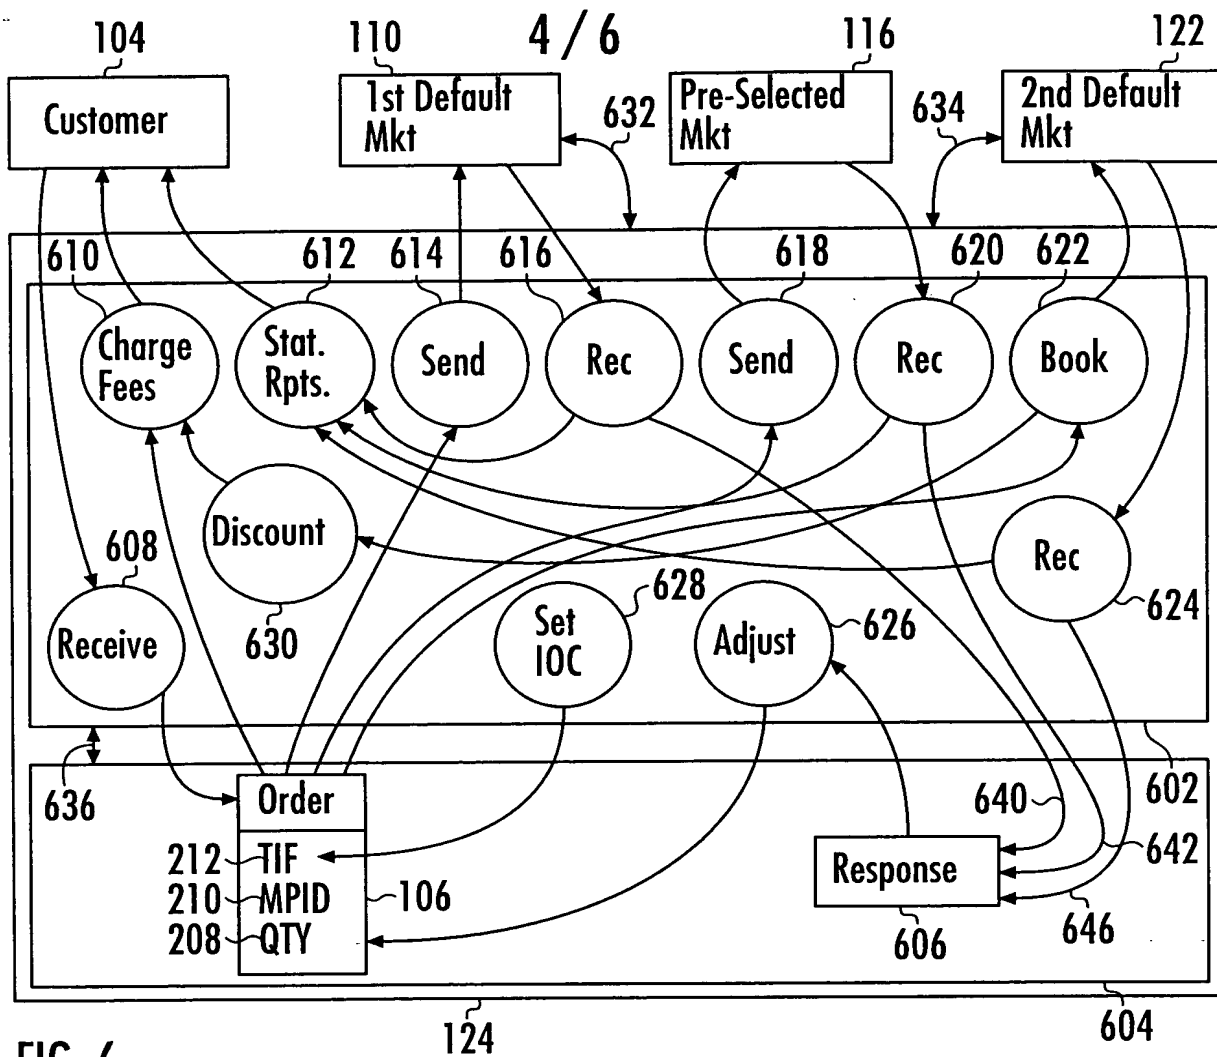 4/6
104
110
116
122
Customer
1st Default
Mkt
632
Pre-Selected
Mkt
634
2nd Default
Mkt
610
612
614
616
618
620
622
Charge
Fees
Stat.
Rpts.
Send
Rec
Send
Rec
Book
608
Discount
630
Receive
Set
IOC
628
Adjust
626
Rec
624
636
602
Order
640
212
TIF
210
MPID
106
208
QTY
Response
642
606
646
124
604
FIG. 6